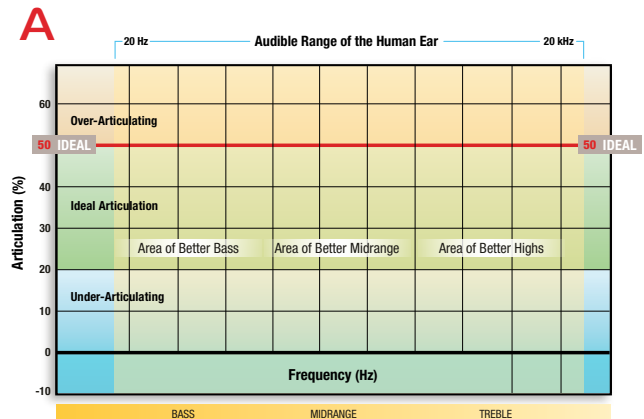 A
20 Hz Audible Range of the Human Ear 20 kHz
60
Over-Articulating
50 IDEAL 50 IDEAL
40
Ideal Articulation
30
Area of Better Bass Area of Better Midrange Area of Better Highs
20
Under-Articulating
10
0
Frequency (Hz)
-10
Articulation (%)
BASS MIDRANGE TREBLE